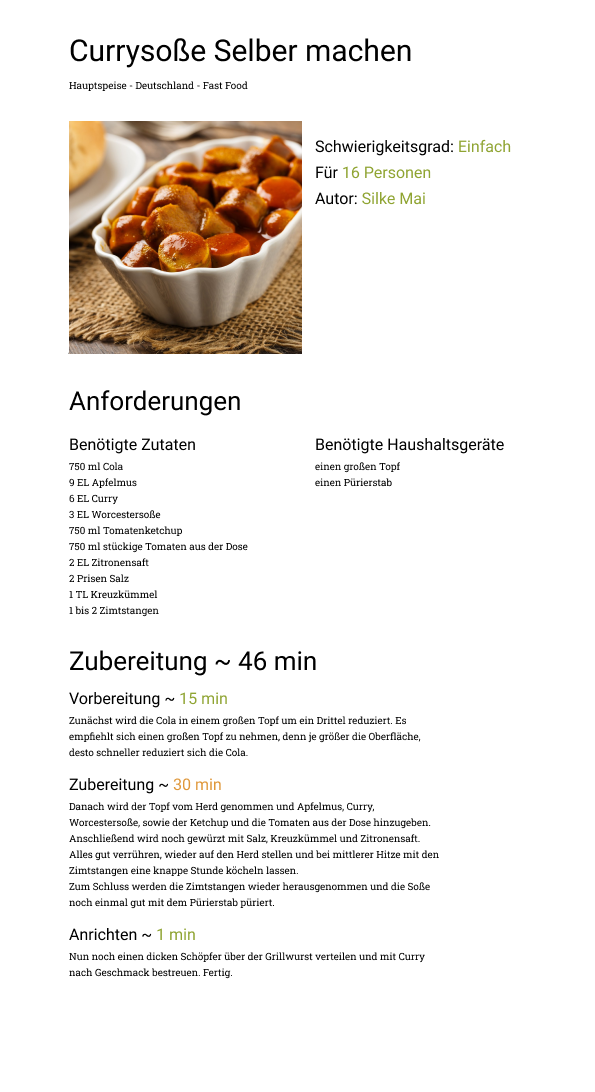 Currysoße Selber machen
Hauptspeise - Deutschland - Fast Food
Schwierigkeitsgrad: Einfach
Für 16 Personen
Autor: Silke Mai
Anforderungen
Benötigte Zutaten
750 ml Cola
9 EL Apfelmus
6 EL Curry
3 EL Worcestersoße
750 ml Tomatenketchup
750 ml stückige Tomaten aus der Dose
2 EL Zitronensaft
2 Prisen Salz
1 TL Kreuzkümmel
1 bis 2 Zimtstangen
Benötigte Haushaltsgeräte
einen großen Topf
einen Pürierstab
Zubereitung ~ 46 min
Vorbereitung ~ 15 min
Zunächst wird die Cola in einem großen Topf um ein Drittel reduziert. Es
empfiehlt sich einen großen Topf zu nehmen, denn je größer die Oberfläche,
desto schneller reduziert sich die Cola.
Zubereitung ~ 30 min
Danach wird der Topf vom Herd genommen und Apfelmus, Curry,
Worcestersoße, sowie der Ketchup und die Tomaten aus der Dose hinzugeben.
Anschließend wird noch gewürzt mit Salz, Kreuzkümmel und Zitronensaft.
Alles gut verrühren, wieder auf den Herd stellen und bei mittlerer Hitze mit den
Zimtstangen eine knappe Stunde köcheln lassen.
Zum Schluss werden die Zimtstangen wieder herausgenommen und die Soße
noch einmal gut mit dem Pürierstab püriert.
Anrichten ~ 1 min
Nun noch einen dicken Schöpfer über der Grillwurst verteilen und mit Curry
nach Geschmack bestreuen. Fertig.